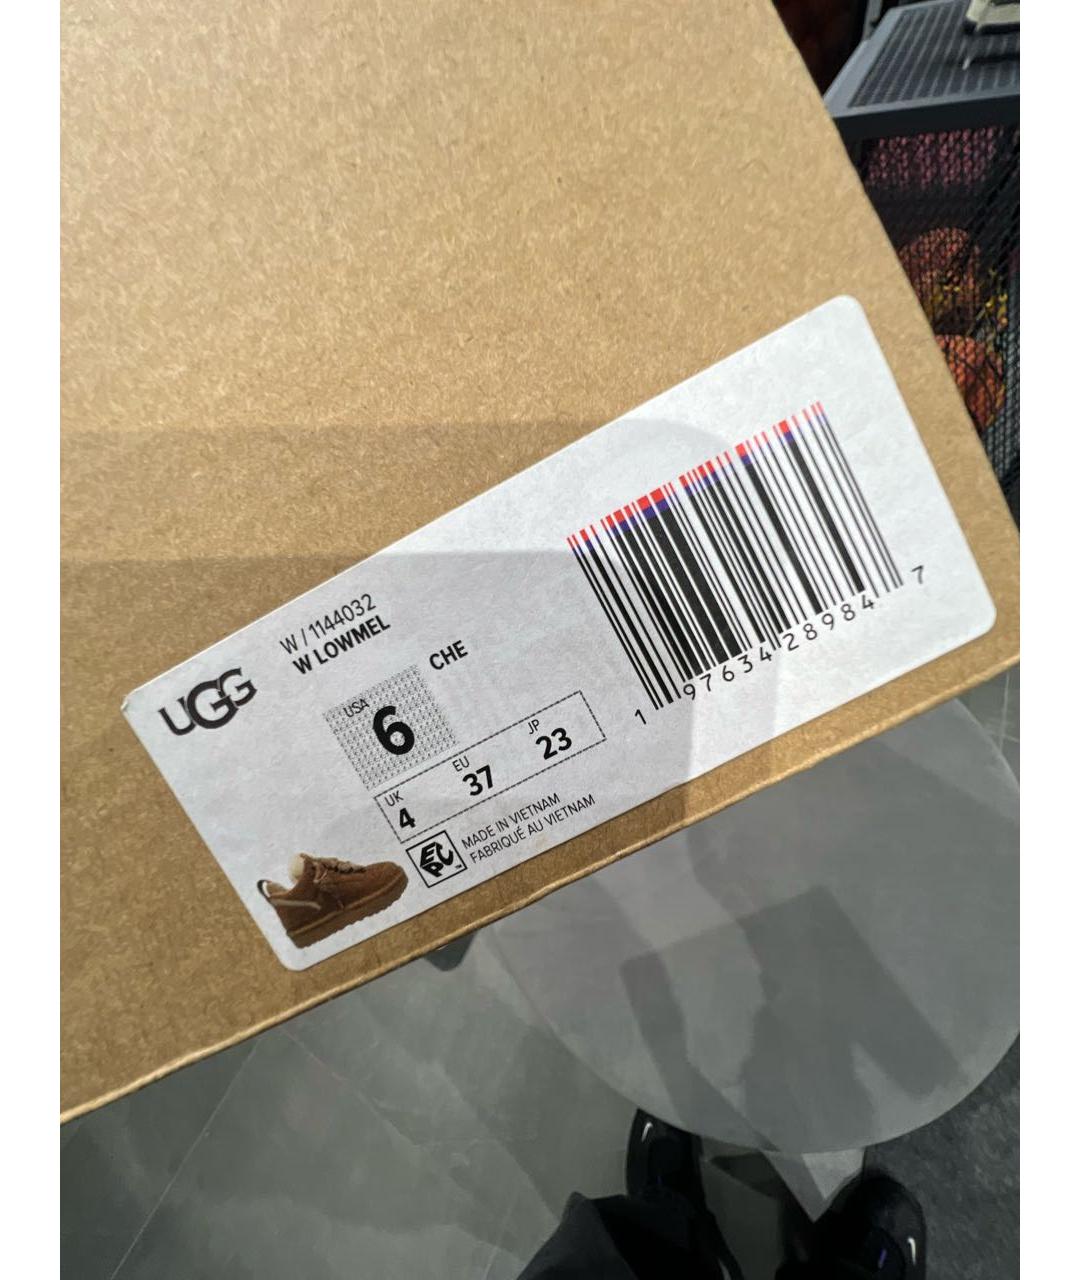 UGG
W / 1144032
W LOWMEL
CHE
USA
6
UK
4
EU
37
JP
23
EPC™
MADE IN VIETNAM
FABRIQUÉ AU VIETNAM
1 97634 28984 7